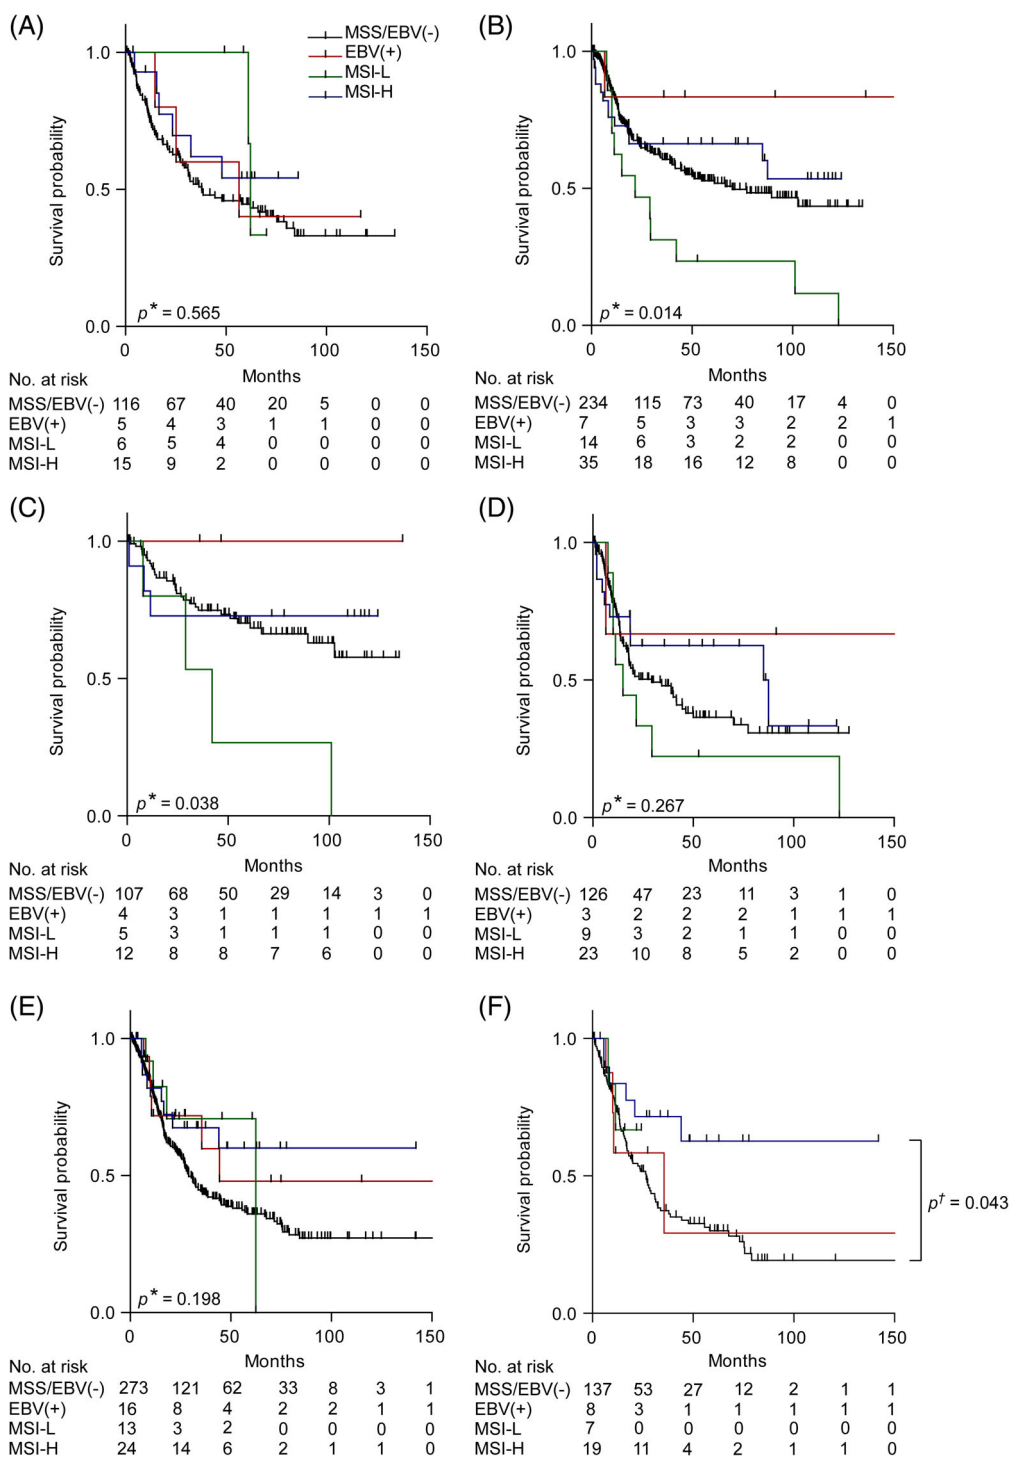 (A)
MSS/EBV(-)
EBV(+)
MSI-L
MSI-H
1.0
0.5
0.0
Survival probability
p* = 0.565
0 50 100 150
Months
No. at risk
MSS/EBV(-) 116 67 40 20 5 0 0
EBV(+) 5 4 3 1 1 0 0
MSI-L 6 5 4 0 0 0 0
MSI-H 15 9 2 0 0 0 0
(B)
1.0
0.5
0.0
Survival probability
p* = 0.014
0 50 100 150
Months
No. at risk
MSS/EBV(-) 234 115 73 40 17 4 0
EBV(+) 7 5 3 3 2 2 1
MSI-L 14 6 3 2 2 0 0
MSI-H 35 18 16 12 8 0 0
(C)
1.0
0.5
0.0
Survival probability
p* = 0.038
0 50 100 150
Months
No. at risk
MSS/EBV(-) 107 68 50 29 14 3 0
EBV(+) 4 3 1 1 1 1 1
MSI-L 5 3 1 1 1 0 0
MSI-H 12 8 8 7 6 0 0
(D)
1.0
0.5
0.0
Survival probability
p* = 0.267
0 50 100 150
Months
No. at risk
MSS/EBV(-) 126 47 23 11 3 1 0
EBV(+) 3 2 2 2 1 1 1
MSI-L 9 3 2 1 1 0 0
MSI-H 23 10 8 5 2 0 0
(E)
1.0
0.5
0.0
Survival probability
p* = 0.198
0 50 100 150
Months
No. at risk
MSS/EBV(-) 273 121 62 33 8 3 1
EBV(+) 16 8 4 2 2 1 1
MSI-L 13 3 2 0 0 0 0
MSI-H 24 14 6 2 1 1 0
(F)
1.0
0.5
0.0
Survival probability
p† = 0.043
0 50 100 150
Months
No. at risk
MSS/EBV(-) 137 53 27 12 2 1 1
EBV(+) 8 3 1 1 1 1 1
MSI-L 7 0 0 0 0 0 0
MSI-H 19 11 4 2 1 1 0